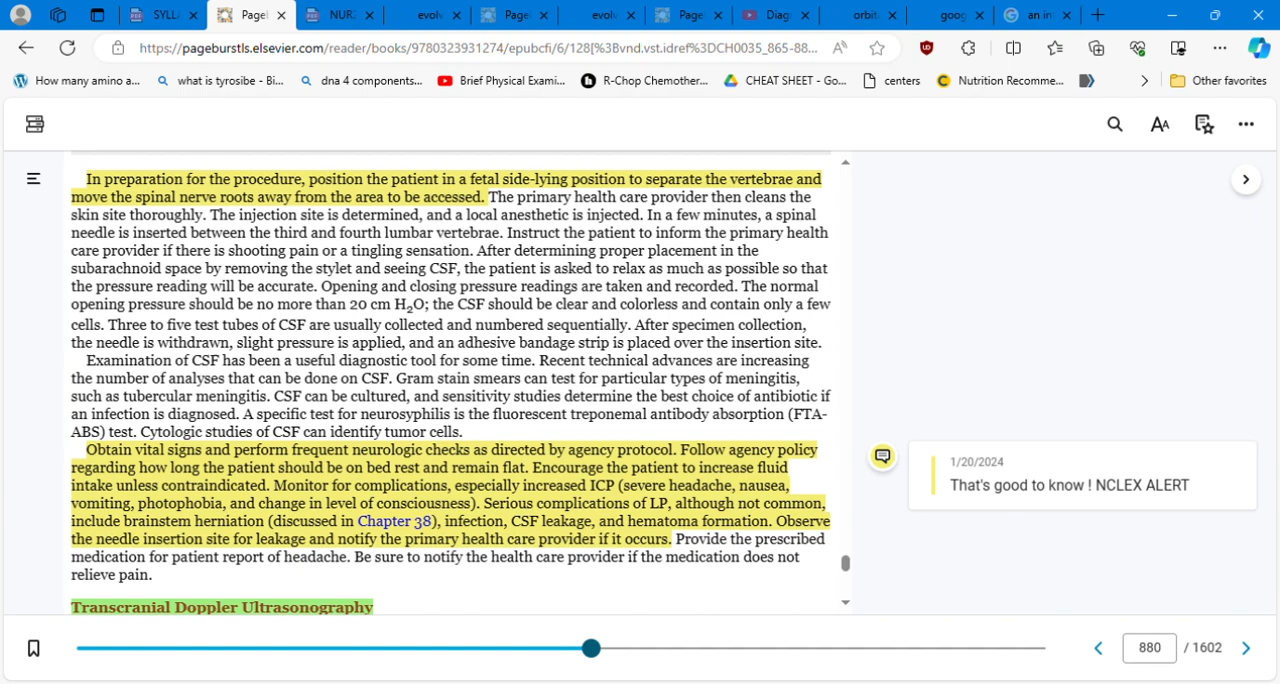 SYLL
Pagel
NUR
evolv
Page
evolv
Page
Diag
orbita
goog
an in
https://pageburstls.elsevier.com/reader/books/9780323931274/epubcfi/6/128[%3Bvnd.vst.idref%3DCH0035_865-88...
How many amino a...
what is tyrosibe - Bi...
dna 4 components...
Brief Physical Exami...
R-Chop Chemother...
CHEAT SHEET - Go...
centers
Nutrition Recomme...
Other favorites
In preparation for the procedure, position the patient in a fetal side-lying position to separate the vertebrae and
move the spinal nerve roots away from the area to be accessed. The primary health care provider then cleans the
skin site thoroughly. The injection site is determined, and a local anesthetic is injected. In a few minutes, a spinal
needle is inserted between the third and fourth lumbar vertebrae. Instruct the patient to inform the primary health
care provider if there is shooting pain or a tingling sensation. After determining proper placement in the
subarachnoid space by removing the stylet and seeing CSF, the patient is asked to relax as much as possible so that
the pressure reading will be accurate. Opening and closing pressure readings are taken and recorded. The normal
opening pressure should be no more than 20 cm H₂O; the CSF should be clear and colorless and contain only a few
cells. Three to five test tubes of CSF are usually collected and numbered sequentially. After specimen collection,
the needle is withdrawn, slight pressure is applied, and an adhesive bandage strip is placed over the insertion site.
Examination of CSF has been a useful diagnostic tool for some time. Recent technical advances are increasing
the number of analyses that can be done on CSF. Gram stain smears can test for particular types of meningitis,
such as tubercular meningitis. CSF can be cultured, and sensitivity studies determine the best choice of antibiotic if
an infection is diagnosed. A specific test for neurosyphilis is the fluorescent treponemal antibody absorption (FTA-
ABS) test. Cytologic studies of CSF can identify tumor cells.
Obtain vital signs and perform frequent neurologic checks as directed by agency protocol. Follow agency policy
regarding how long the patient should be on bed rest and remain flat. Encourage the patient to increase fluid
intake unless contraindicated. Monitor for complications, especially increased ICP (severe headache, nausea,
vomiting, photophobia, and change in level of consciousness). Serious complications of LP, although not common,
include brainstem herniation (discussed in Chapter 38), infection, CSF leakage, and hematoma formation. Observe
the needle insertion site for leakage and notify the primary health care provider if it occurs. Provide the prescribed
medication for patient report of headache. Be sure to notify the health care provider if the medication does not
relieve pain.
Transcranial Doppler Ultrasonography
1/20/2024
That's good to know ! NCLEX ALERT
880 / 1602